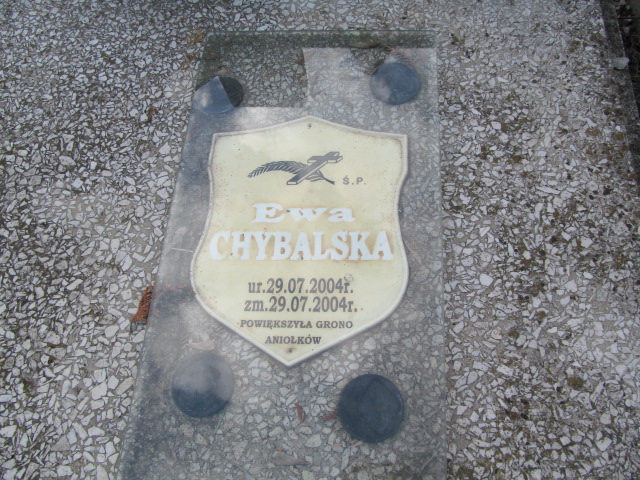 Ś.P.
Ewa
CHYBALSKA
ur.29.07.2004r.
zm.29.07.2004r.
POWIĘKSZYŁA GRONO
ANIOŁKÓW